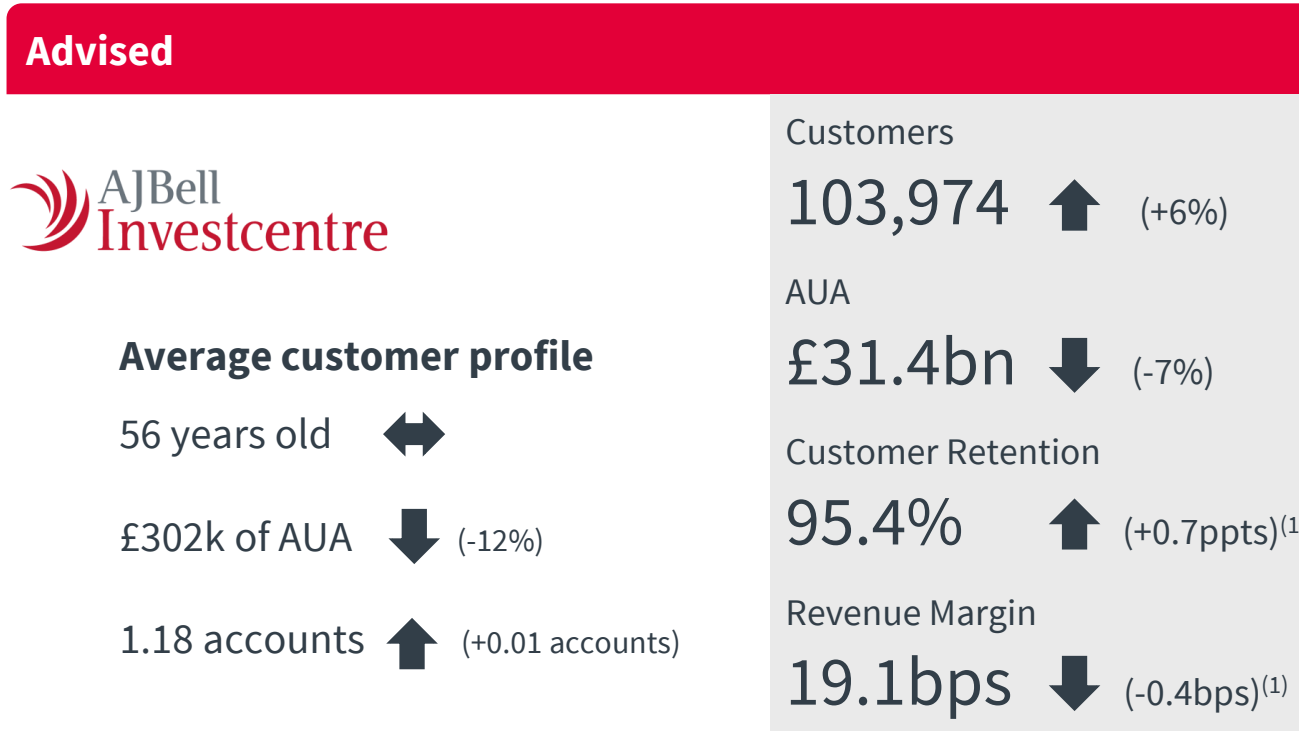 Advised
AJBell
Investcentre
Average customer profile
56 years old
£302k of AUA (-12%)
1.18 accounts (+0.01 accounts)
Customers
103,974 (+6%)
AUA
£31.4bn (-7%)
Customer Retention
95.4% (+0.7ppts)(1
Revenue Margin
19.1bps (-0.4bps)(1)